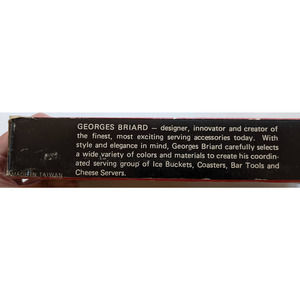 GEORGES BRIARD — designer, innovator and creator of
the finest, most exciting serving accessories today. With
style and elegance in mind, Georges Briard carefully selects
a wide variety of colors and materials to create his coordin-
ated serving group of Ice Buckets, Coasters, Bar Tools and
Cheese Servers.
MADE IN TAIWAN